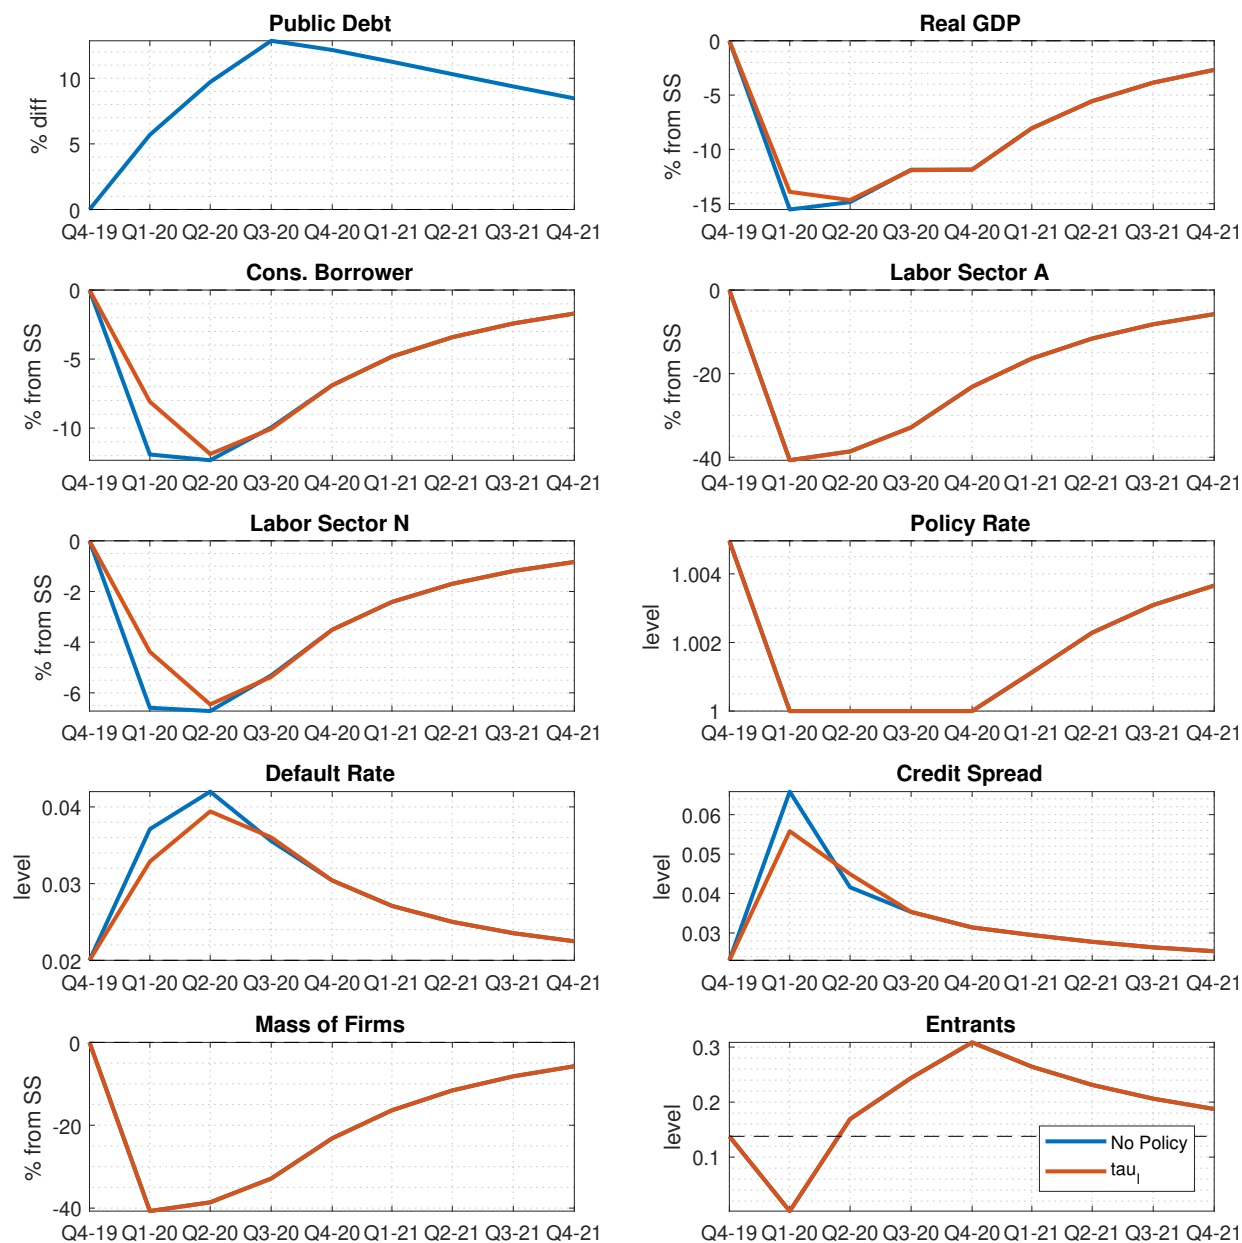 Public Debt
% diff
10
5
0
Q4-19 Q1-20 Q2-20 Q3-20 Q4-20 Q1-21 Q2-21 Q3-21 Q4-21
Real GDP
% from SS
0
-5
-10
-15
Q4-19 Q1-20 Q2-20 Q3-20 Q4-20 Q1-21 Q2-21 Q3-21 Q4-21
Cons. Borrower
% from SS
0
-5
-10
Q4-19 Q1-20 Q2-20 Q3-20 Q4-20 Q1-21 Q2-21 Q3-21 Q4-21
Labor Sector A
% from SS
0
-20
-40
Q4-19 Q1-20 Q2-20 Q3-20 Q4-20 Q1-21 Q2-21 Q3-21 Q4-21
Labor Sector N
% from SS
0
-2
-4
-6
Q4-19 Q1-20 Q2-20 Q3-20 Q4-20 Q1-21 Q2-21 Q3-21 Q4-21
Policy Rate
level
1.004
1.002
1
Q4-19 Q1-20 Q2-20 Q3-20 Q4-20 Q1-21 Q2-21 Q3-21 Q4-21
Default Rate
level
0.04
0.03
0.02
Q4-19 Q1-20 Q2-20 Q3-20 Q4-20 Q1-21 Q2-21 Q3-21 Q4-21
Credit Spread
level
0.06
0.05
0.04
0.03
Q4-19 Q1-20 Q2-20 Q3-20 Q4-20 Q1-21 Q2-21 Q3-21 Q4-21
Mass of Firms
% from SS
0
-20
-40
Q4-19 Q1-20 Q2-20 Q3-20 Q4-20 Q1-21 Q2-21 Q3-21 Q4-21
Entrants
level
0.3
0.2
0.1
No Policy
tau_l
Q4-19 Q1-20 Q2-20 Q3-20 Q4-20 Q1-21 Q2-21 Q3-21 Q4-21